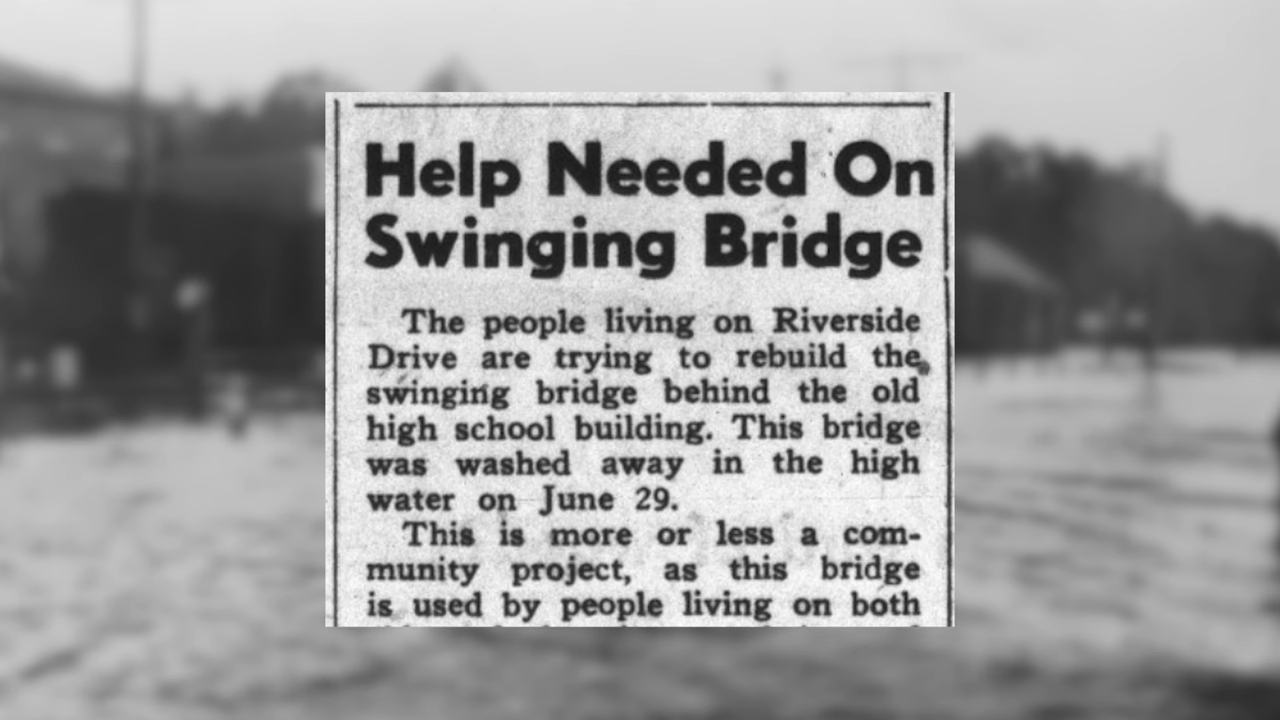 Help Needed On
Swinging Bridge
The people living on Riverside
Drive are trying to rebuild the
swinging bridge behind the old
high school building. This bridge
was washed away in the high
water on June 29.
This is more or less a com-
munity project, as this bridge
is used by people living on both